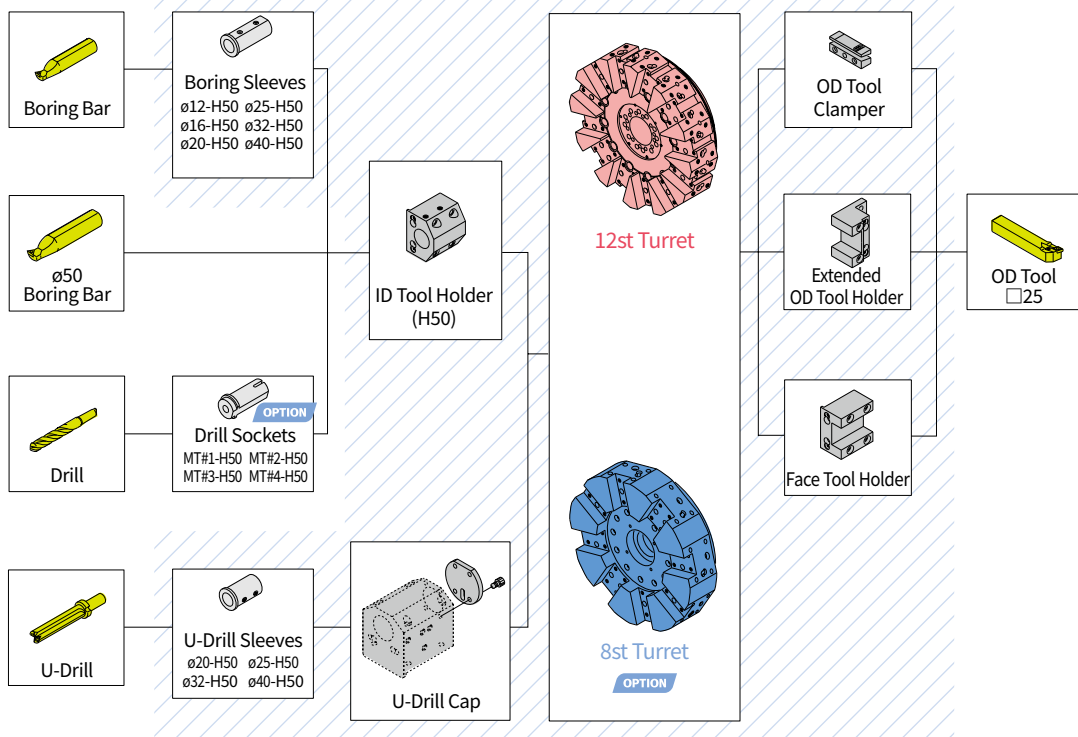 Boring Bar
Boring Sleeves
ø12-H50 ø25-H50
ø16-H50 ø32-H50
ø20-H50 ø40-H50
ø50
Boring Bar
ID Tool Holder
(H50)
Drill
OPTION
Drill Sockets
MT#1-H50 MT#2-H50
MT#3-H50 MT#4-H50
U-Drill
U-Drill Sleeves
ø20-H50 ø25-H50
ø32-H50 ø40-H50
U-Drill Cap
12st Turret
8st Turret
OPTION
OD Tool
Clamper
Extended
OD Tool Holder
Face Tool Holder
OD Tool
□25